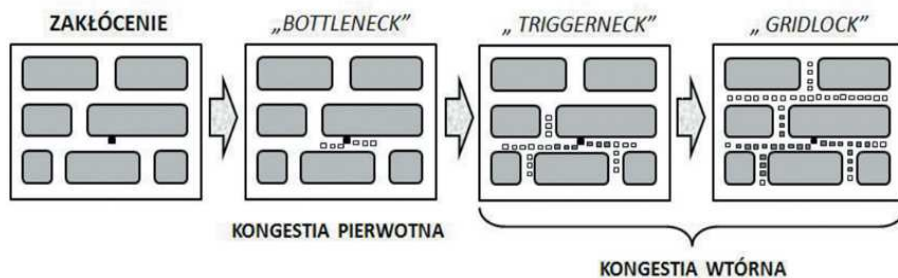 ZAKŁÓCENIE
„BOTTLENECK”
„ TRIGGERNECK”
„ GRIDLOCK”
KONGESTIA PIERWOTNA
KONGESTIA WTÓRNA